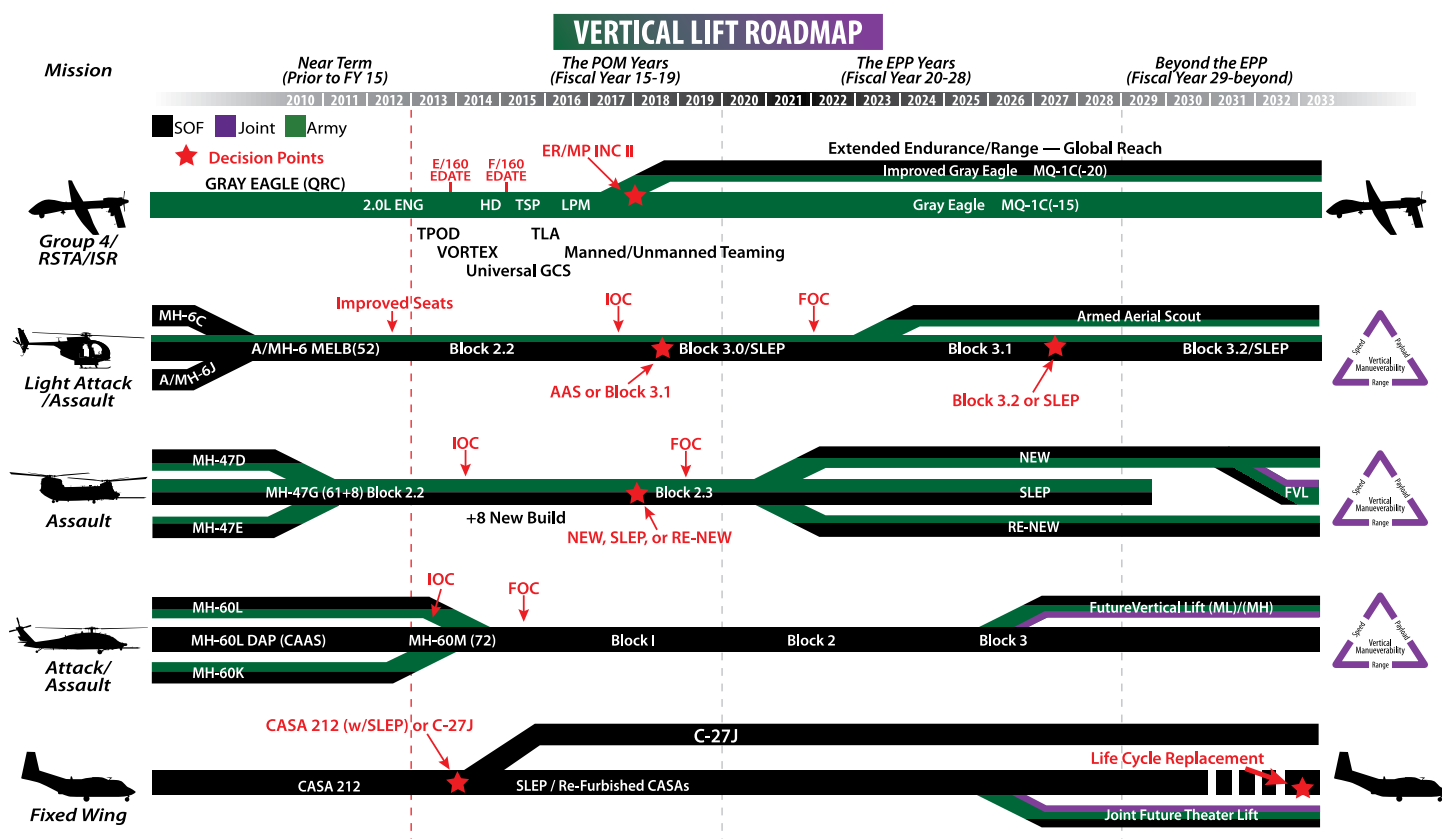 VERTICAL LIFT ROADMAP
Mission
Near Term
(Prior to FY 15)
The POM Years
(Fiscal Year 15-19)
The EPP Years
(Fiscal Year 20-28)
Beyond the EPP
(Fiscal Year 29-beyond)
2010 2011 2012 2013 2014 2015 2016 2017 2018 2019 2020 2021 2022 2023 2024 2025 2026 2027 2028 2029 2030 2031 2032 2033
SOF Joint Army
Decision Points
E/160
EDATE
F/160
EDATE
ER/MP INC II
Extended Endurance/Range — Global Reach
Improved Gray Eagle MQ-1C(-20)
GRAY EAGLE (QRC)
2.0L ENG HD TSP LPM Gray Eagle MQ-1C(-15)
TPOD TLA
VORTEX Manned/Unmanned Teaming
Universal GCS
Group 4/
RSTA/ISR
MH-6C
Improved Seats
IOC
FOC
Armed Aerial Scout
A/MH-6 MELB(52) Block 2.2 Block 3.0/SLEP Block 3.1 Block 3.2/SLEP
A/MH-6J
AAS or Block 3.1
Block 3.2 or SLEP
Light Attack
/Assault
Speed
Payload
Vertical
Manueverability
Range
MH-47D
IOC
FOC
NEW
MH-47G (61+8) Block 2.2 Block 2.3 SLEP FVL
+8 New Build
MH-47E
NEW, SLEP, or RE-NEW
RE-NEW
Assault
Speed
Payload
Vertical
Manueverability
Range
IOC
FOC
MH-60L
FutureVertical Lift (ML)/(MH)
MH-60L DAP (CAAS) MH-60M (72) Block I Block 2 Block 3
MH-60K
Attack/
Assault
Speed
Payload
Vertical
Manueverability
Range
CASA 212 (w/SLEP) or C-27J
C-27J
Life Cycle Replacement
CASA 212 SLEP / Re-Furbished CASAs
Joint Future Theater Lift
Fixed Wing